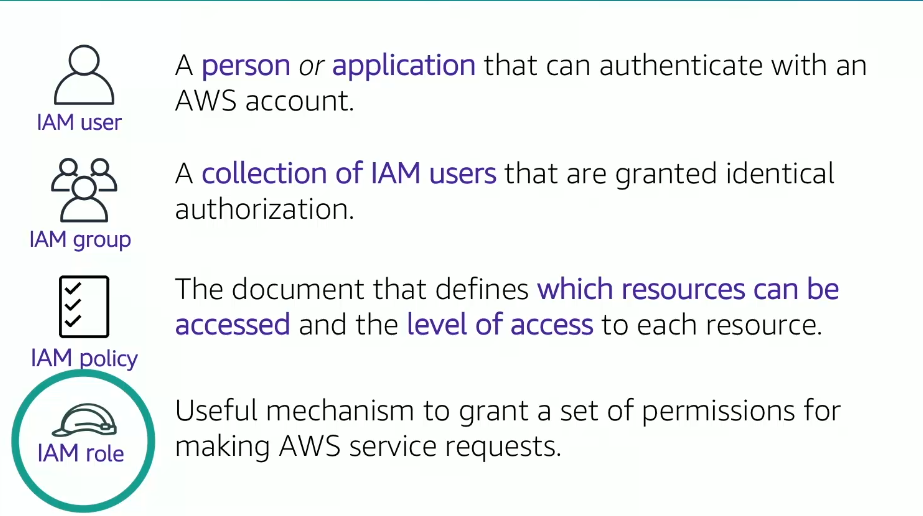 A person or application that can authenticate with an
AWS account.
IAM user
A collection of IAM users that are granted identical
authorization.
IAM group
The document that defines which resources can be
accessed and the level of access to each resource.
IAM policy
Useful mechanism to grant a set of permissions for
making AWS service requests.
IAM role